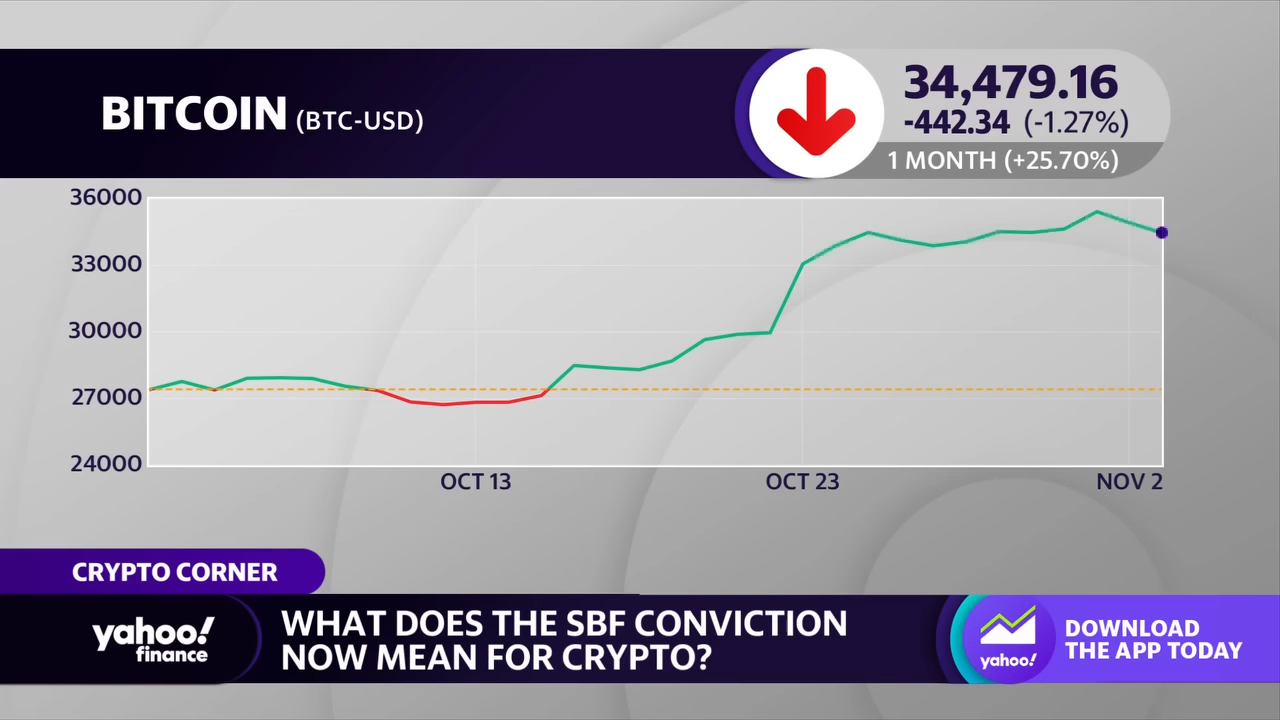 BITCOIN (BTC-USD)
34,479.16
-442.34 (-1.27%)
1 MONTH (+25.70%)
36000
33000
30000
27000
24000
OCT 13
OCT 23
NOV 2
CRYPTO CORNER
yahoo!
finance
WHAT DOES THE SBF CONVICTION
NOW MEAN FOR CRYPTO?
yahoo!
DOWNLOAD
THE APP TODAY